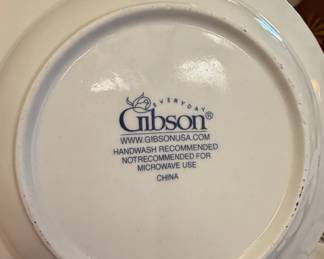 EVERYDAY
Gibson®
WWW.GIBSONUSA.COM
HANDWASH RECOMMENDED
NOTRECOMMENDED FOR
MICROWAVE USE
CHINA